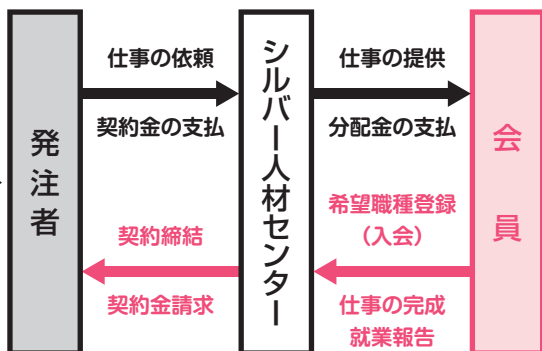 発注者
仕事の依頼
契約金の支払
契約締結
契約金請求
シルバー人材センター
仕事の提供
分配金の支払
希望職種登録
（入会）
仕事の完成
就業報告
会員